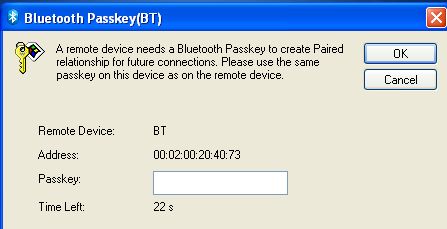 Bluetooth Passkey(BT)
A remote device needs a Bluetooth Passkey to create Paired
relationship for future connections. Please use the same
passkey on this device as on the remote device.
OK
Cancel
Remote Device: BT
Address: 00:02:00:20:40:73
Passkey:
Time Left: 22 s